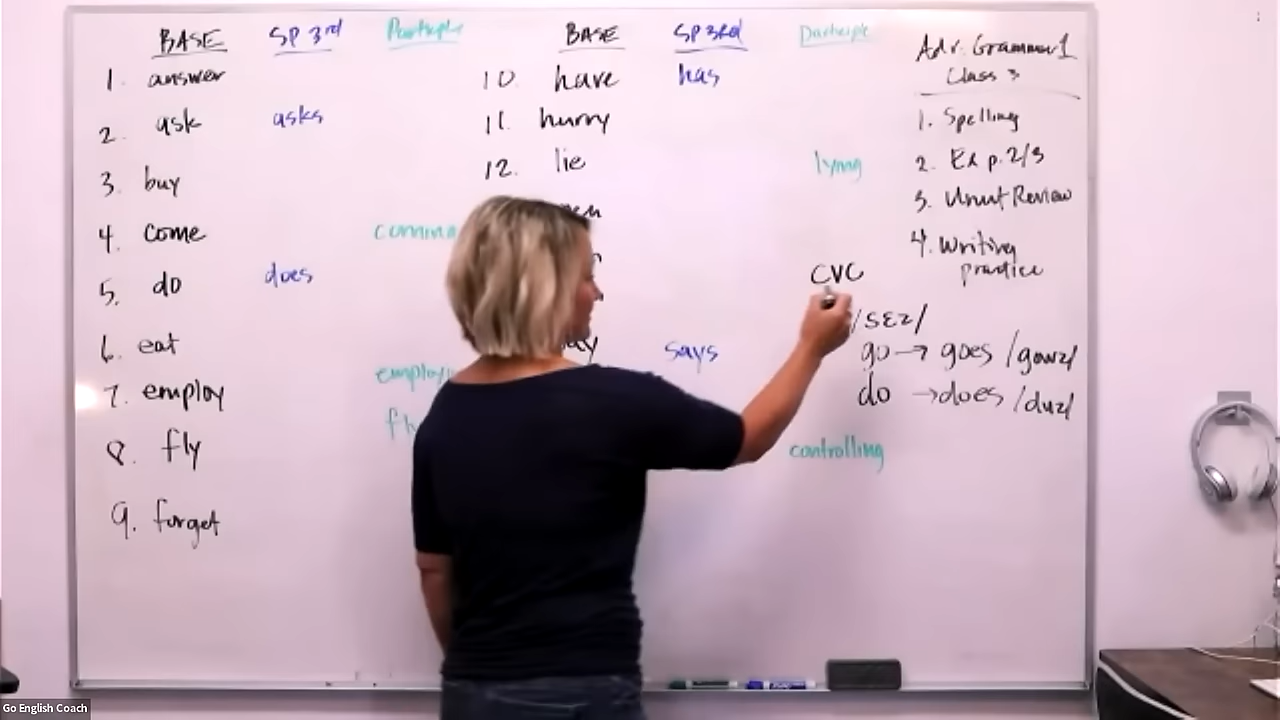 BASE SP 3rd Participle BASE SP 3rd Participle
Adv. Grammar 1
Class 3
1. answer
2. ask asks
3. buy
4. come coming
5. do does
6. eat
7. employ
8. fly
9. forget
10. have has
11. hurry
12. lie lying
says
CVC
/sɛz/
go → goes /gowz/
do → does /duz/
controlling
1. Spelling
2. Ex p. 2/3
3. Unit Review
4. Writing
practice
Go English Coach